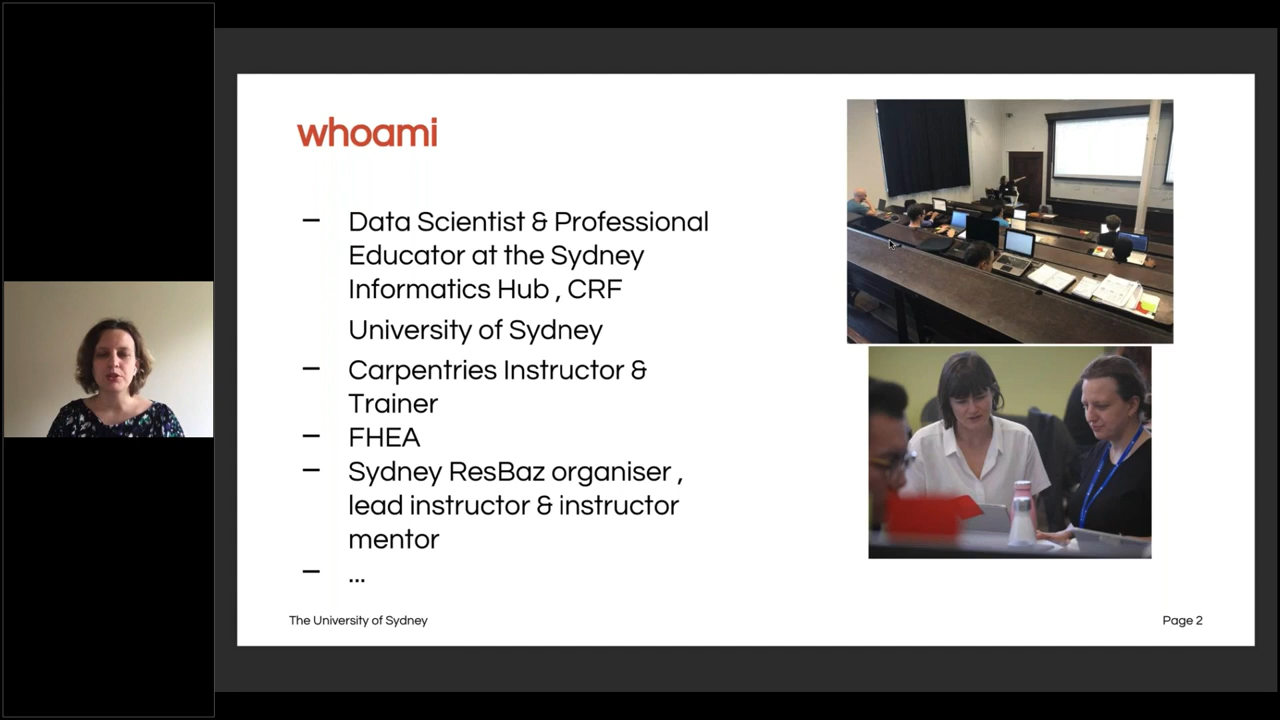 whoami
– Data Scientist & Professional
Educator at the Sydney
Informatics Hub , CRF
University of Sydney
– Carpentries Instructor &
Trainer
– FHEA
– Sydney ResBaz organiser ,
lead instructor & instructor
mentor
– ...
The University of Sydney
Page 2